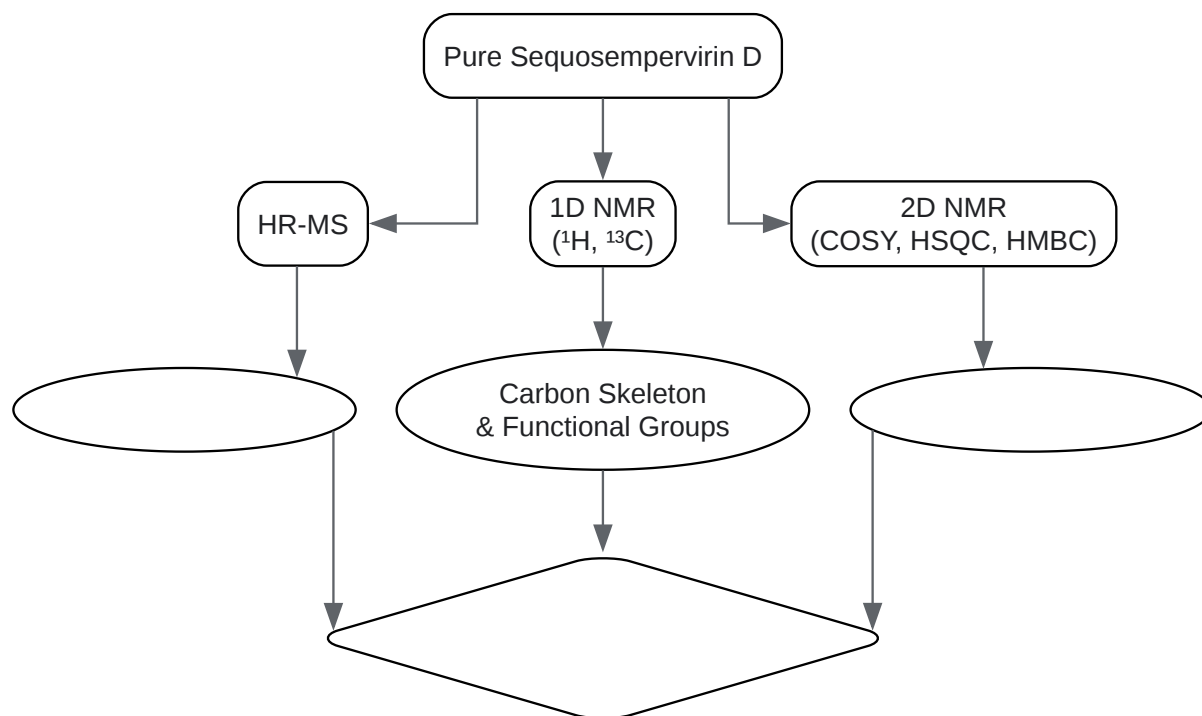 Pure Sequosempervirin D
HR-MS
1D NMR
(¹H, ¹³C)
2D NMR
(COSY, HSQC, HMBC)
Carbon Skeleton
& Functional Groups